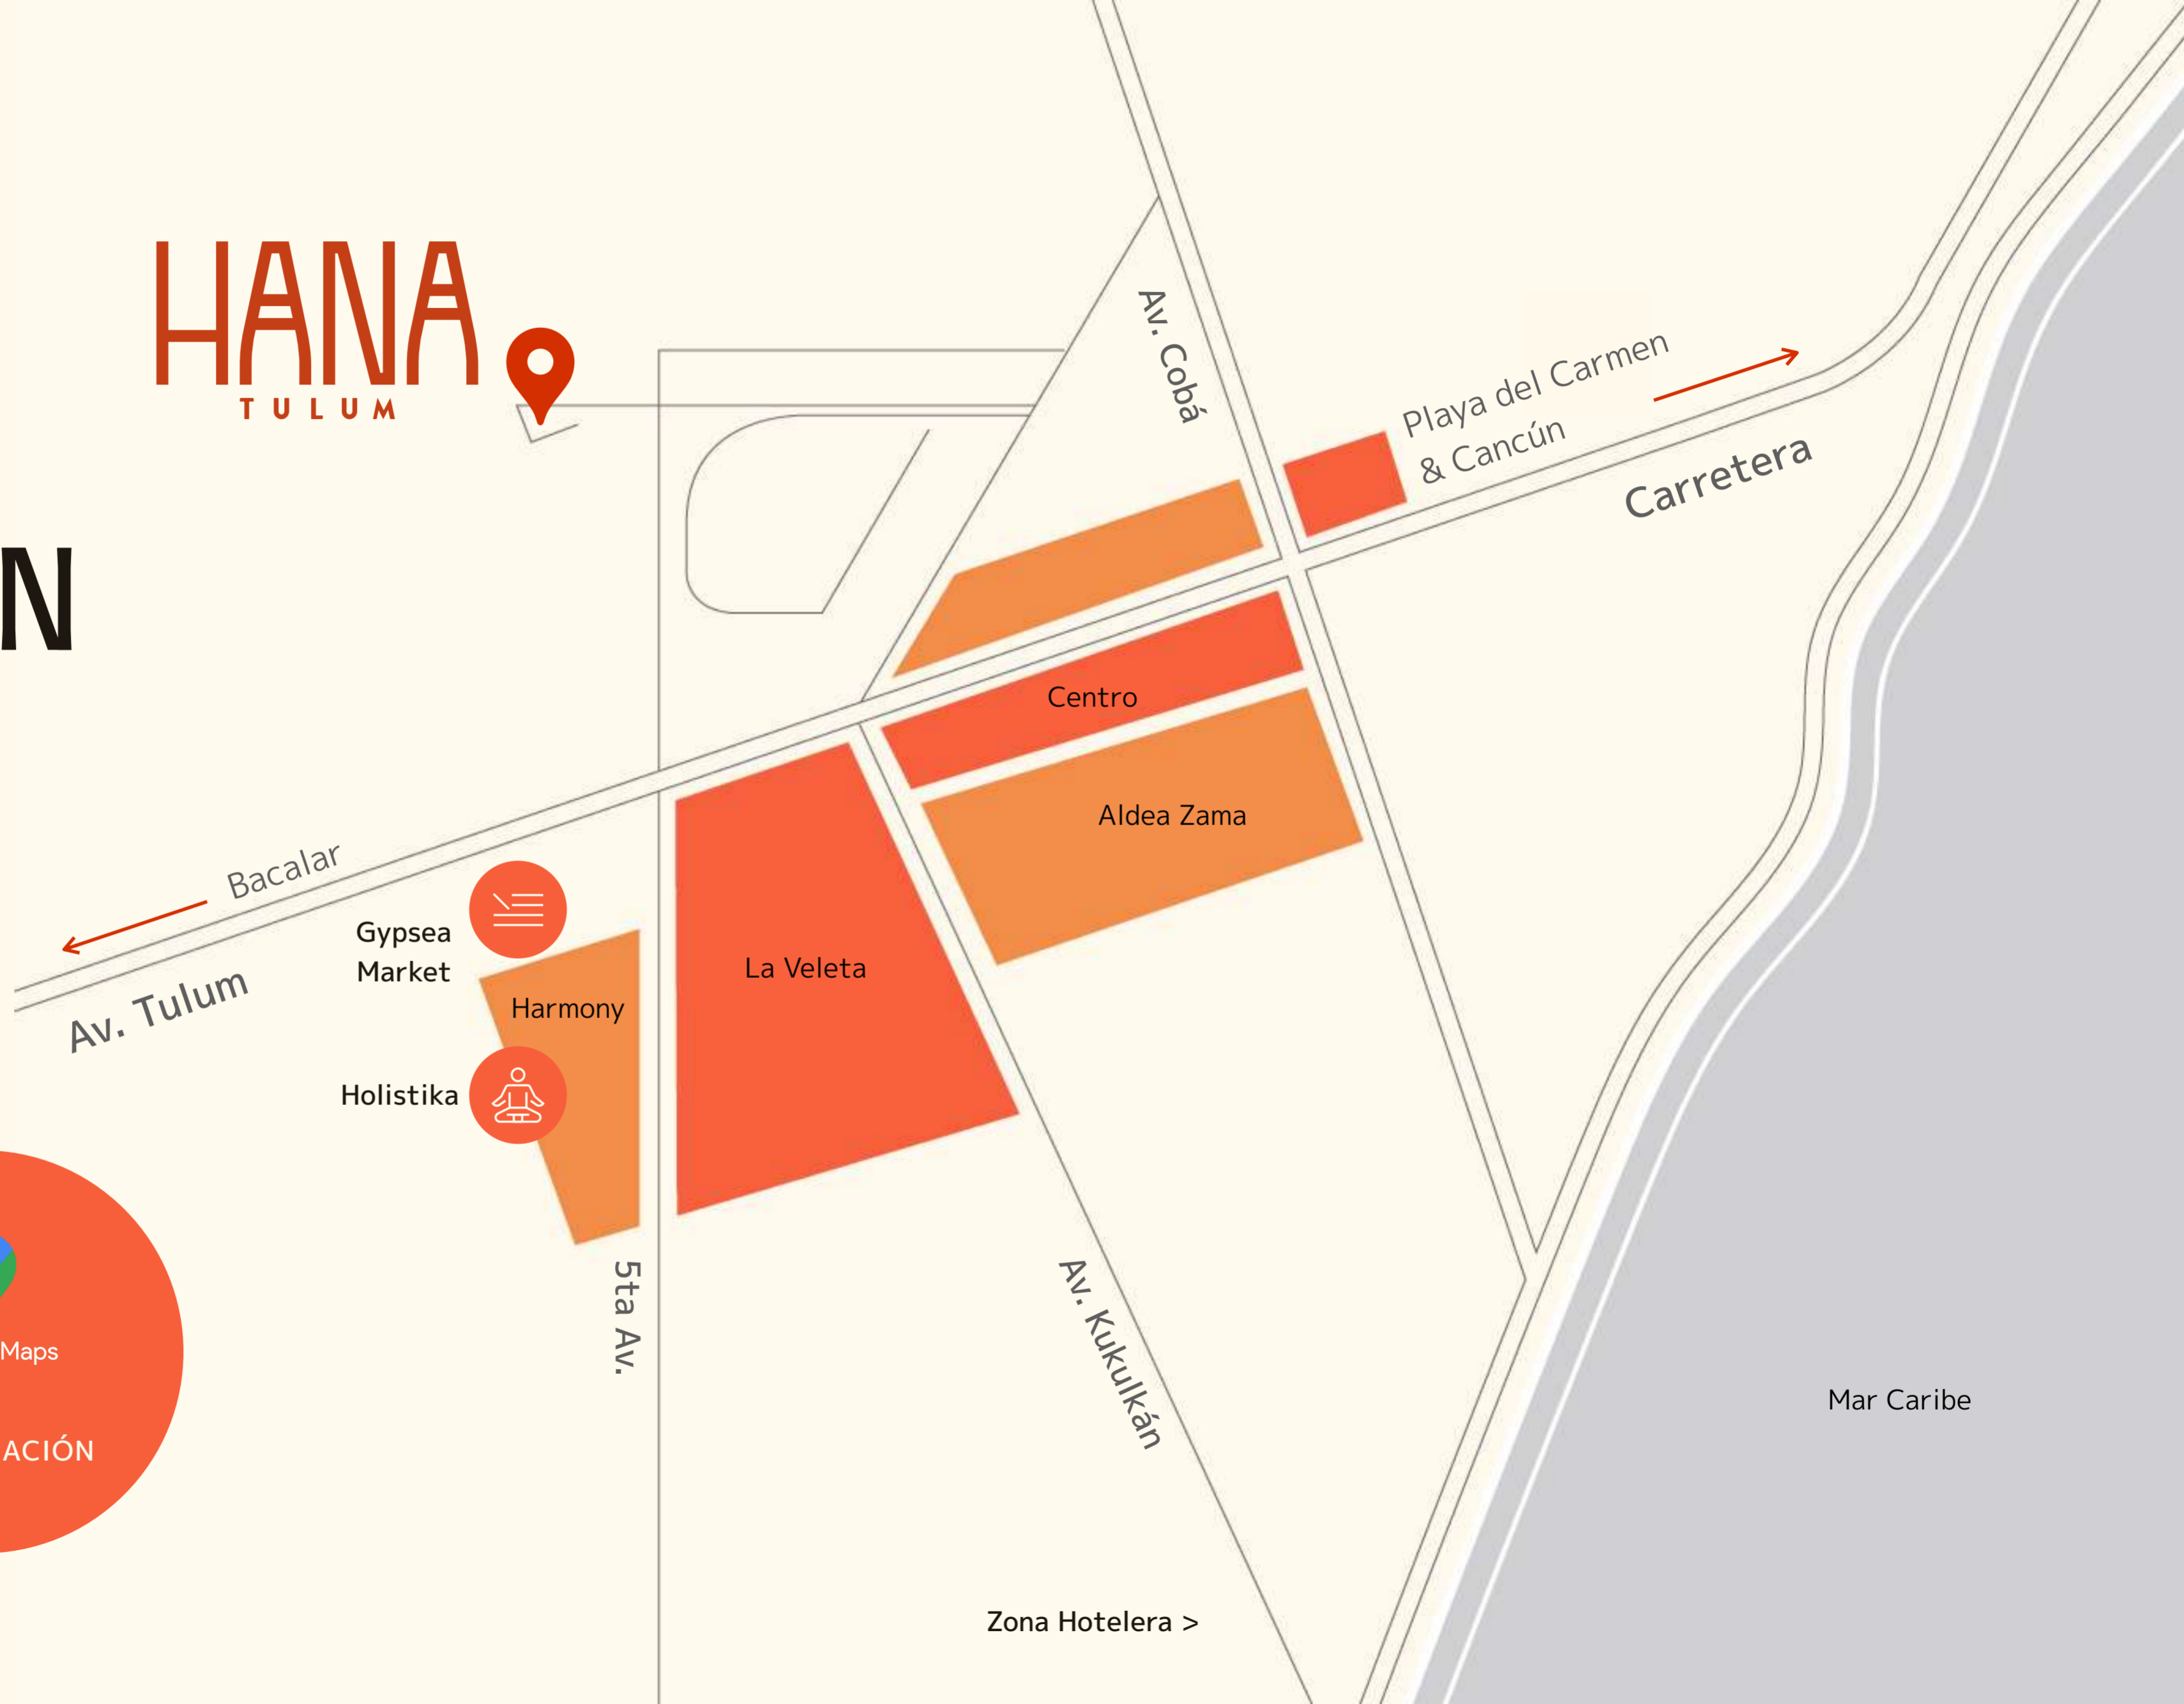 HANA
TULUM
N
Av. Cobá
Playa del Carmen
& Cancún
Carretera
Centro
Aldea Zama
Bacalar
Av. Tulum
Gypsea
Market
La Veleta
Harmony
Holistika
5ta Av.
Av. Kukulkán
Maps
ACIÓN
Mar Caribe
Zona Hotelera >